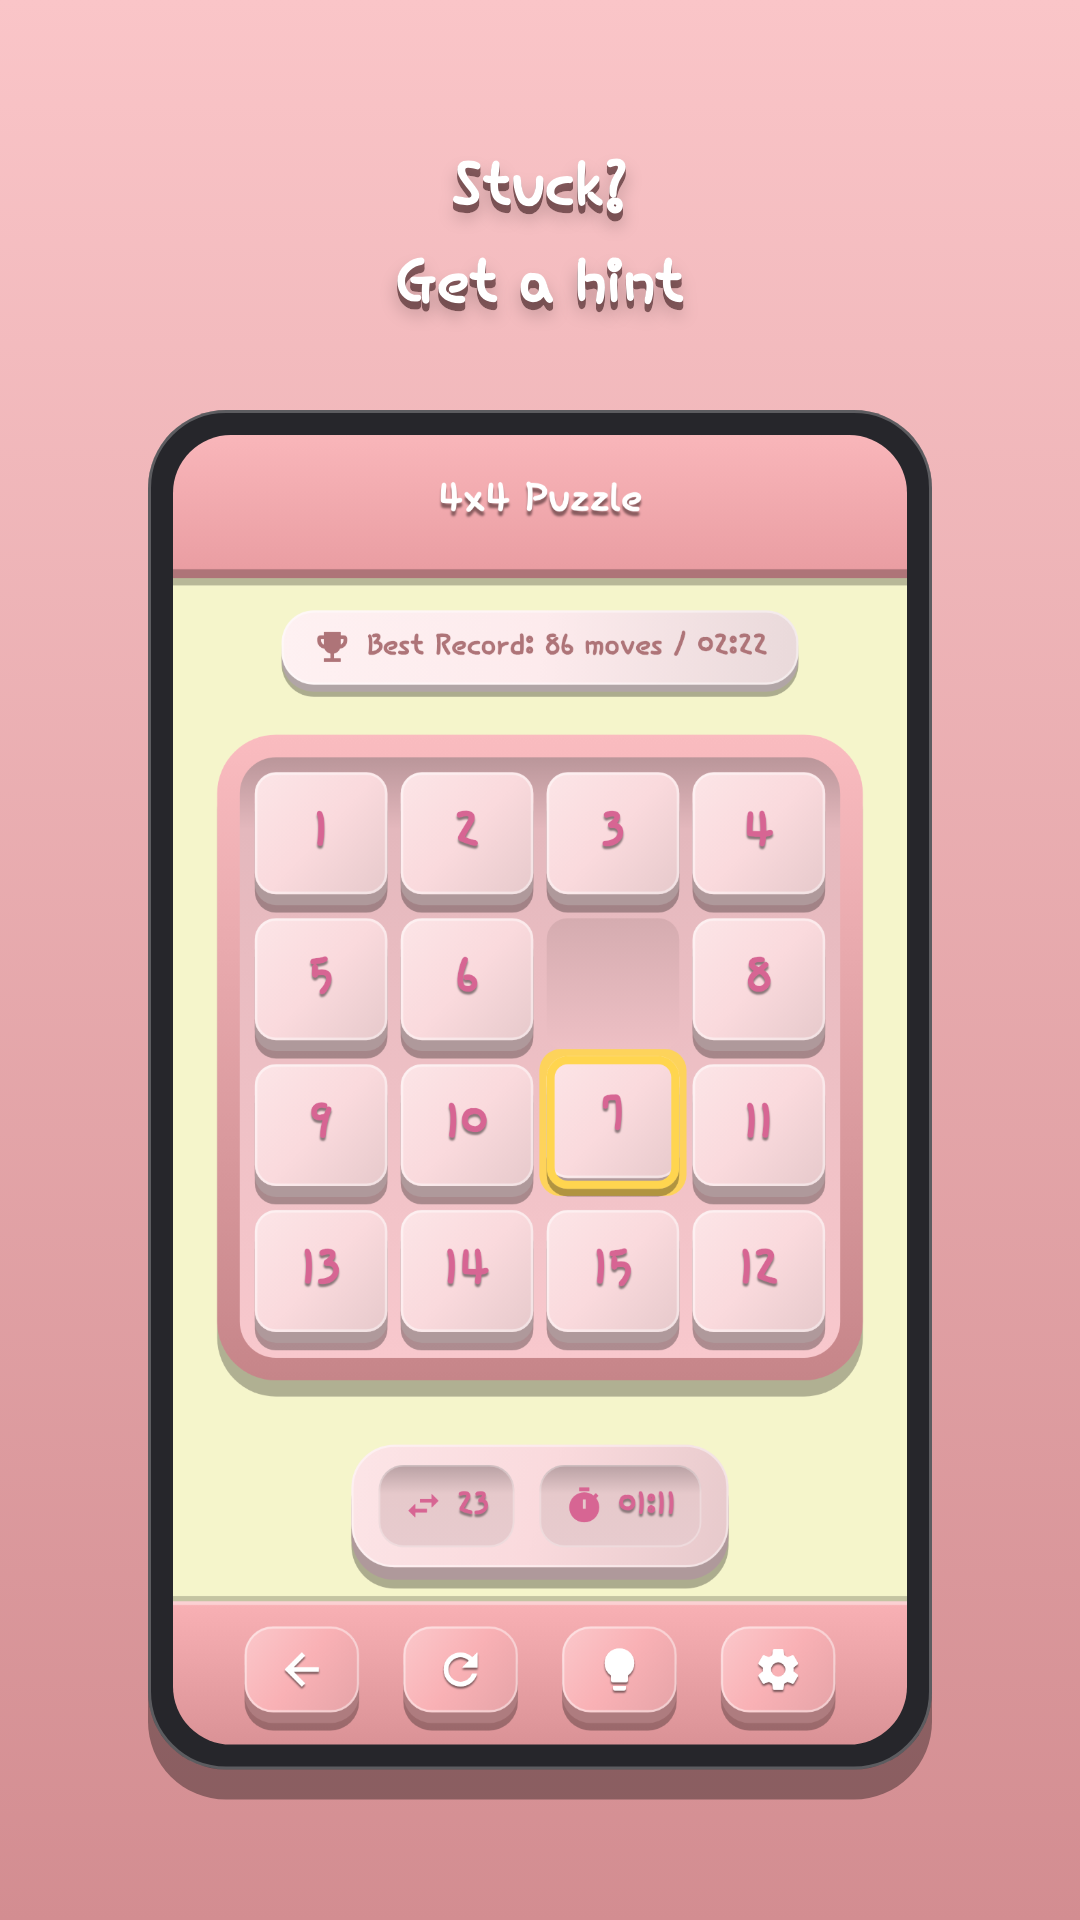 Stuck?
Get a hint
4x4 Puzzle
Best Record: 86 moves / 02:22
1 2 3 4
5 6 8
9 10 7 11
13 14 15 12
23 01:11